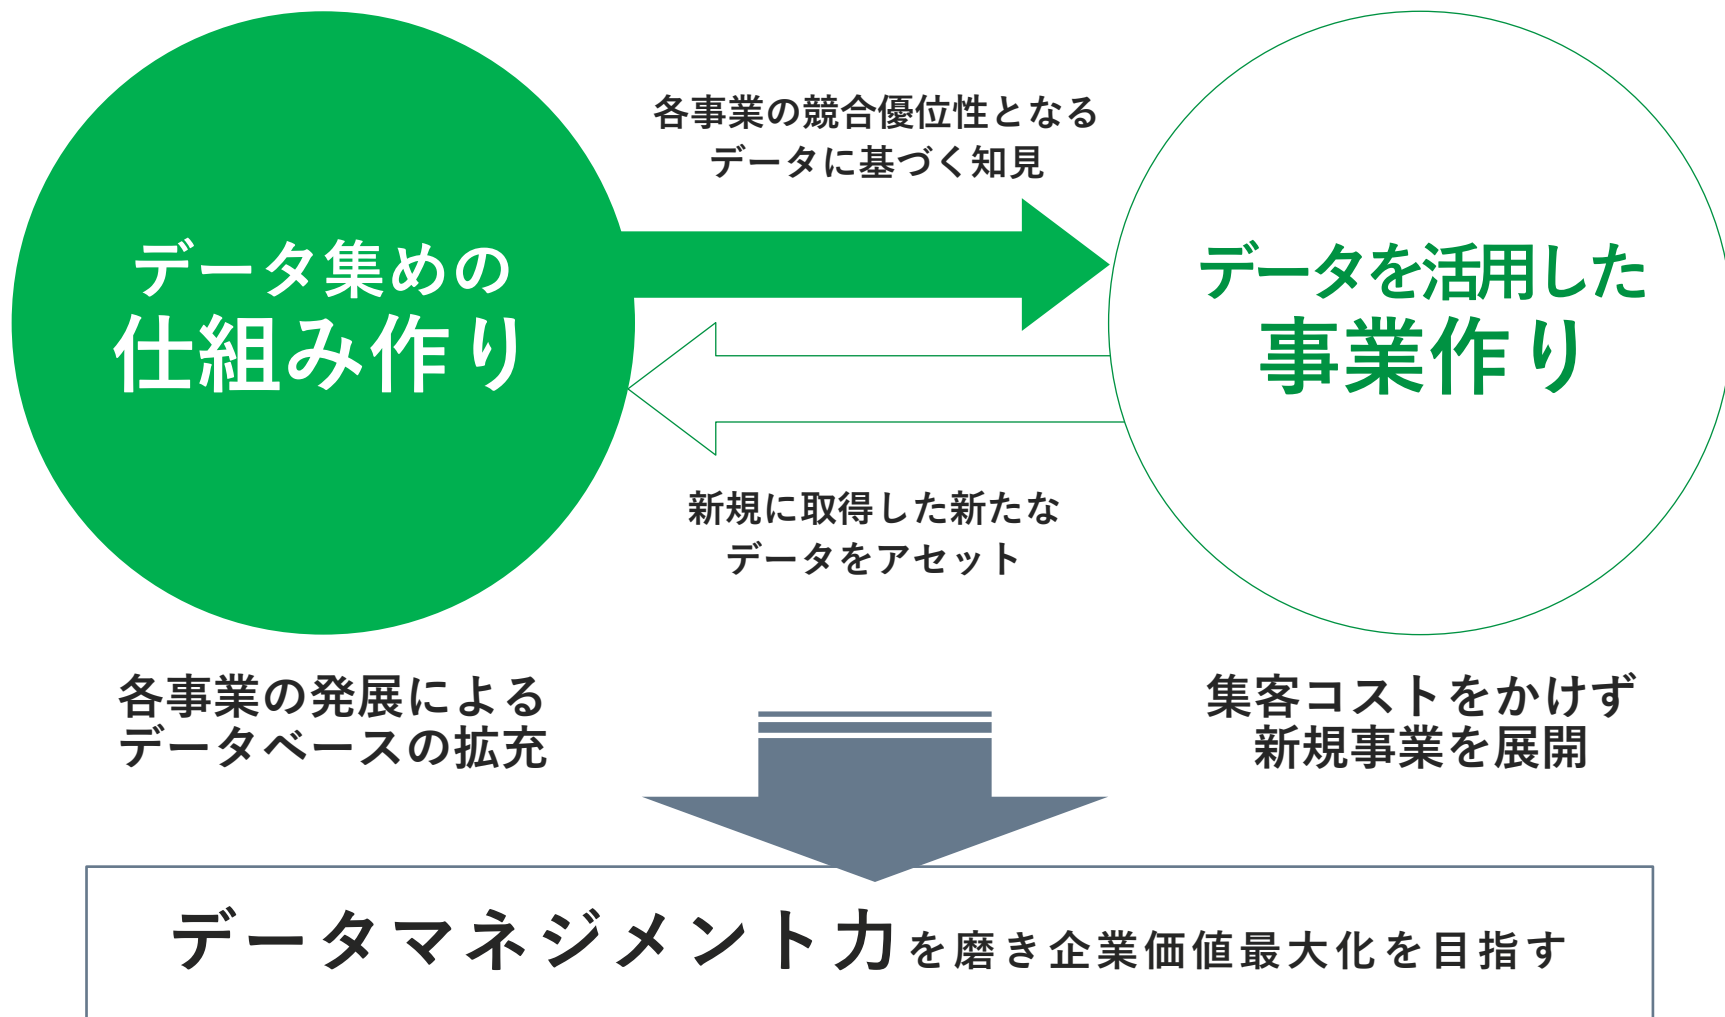 各事業の競合優位性となる
データに基づく知見
データ集めの
仕組み作り
データを活用した
事業作り
新規に取得した新たな
データをアセット
各事業の発展による
データベースの拡充
集客コストをかけず
新規事業を展開
データマネジメント力を磨き企業価値最大化を目指す